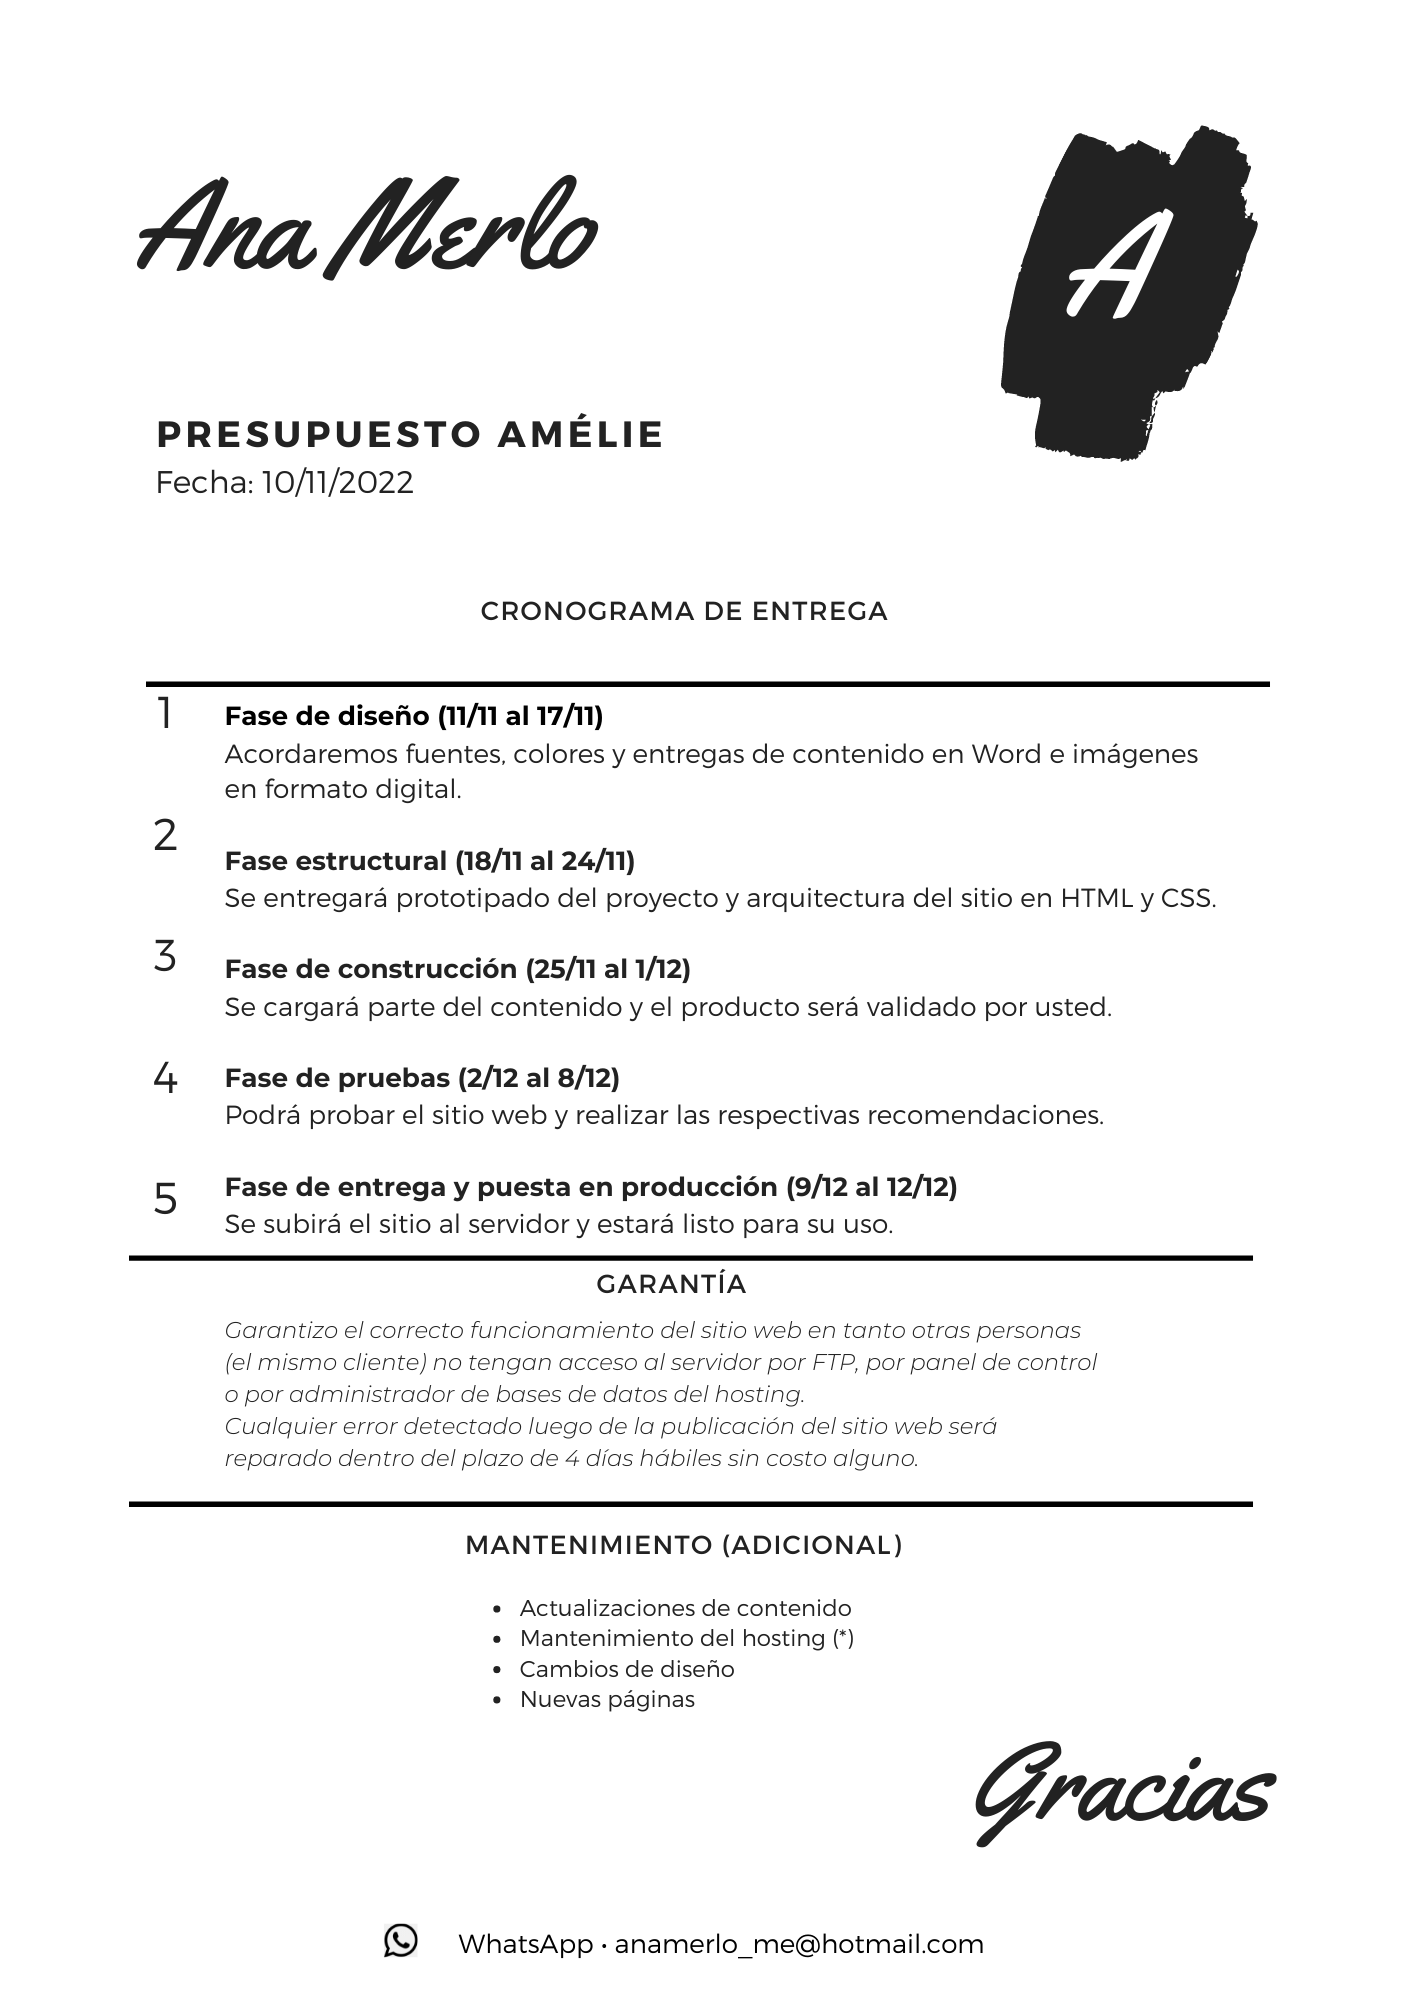 Ana Merlo
A
PRESUPUESTO AMÉLIE
Fecha: 10/11/2022
CRONOGRAMA DE ENTREGA
1
Fase de diseño (11/11 al 17/11)
Acordaremos fuentes, colores y entregas de contenido en Word e imágenes
en formato digital.
2
Fase estructural (18/11 al 24/11)
Se entregará prototipado del proyecto y arquitectura del sitio en HTML y CSS.
3
Fase de construcción (25/11 al 1/12)
Se cargará parte del contenido y el producto será validado por usted.
4
Fase de pruebas (2/12 al 8/12)
Podrá probar el sitio web y realizar las respectivas recomendaciones.
5
Fase de entrega y puesta en producción (9/12 al 12/12)
Se subirá el sitio al servidor y estará listo para su uso.
GARANTÍA
Garantizo el correcto funcionamiento del sitio web en tanto otras personas
(el mismo cliente) no tengan acceso al servidor por FTP, por panel de control
o por administrador de bases de datos del hosting.
Cualquier error detectado luego de la publicación del sitio web será
reparado dentro del plazo de 4 días hábiles sin costo alguno.
MANTENIMIENTO (ADICIONAL)
• Actualizaciones de contenido
• Mantenimiento del hosting (*)
• Cambios de diseño
• Nuevas páginas
Gracias
WhatsApp • anamerlo_me@hotmail.com